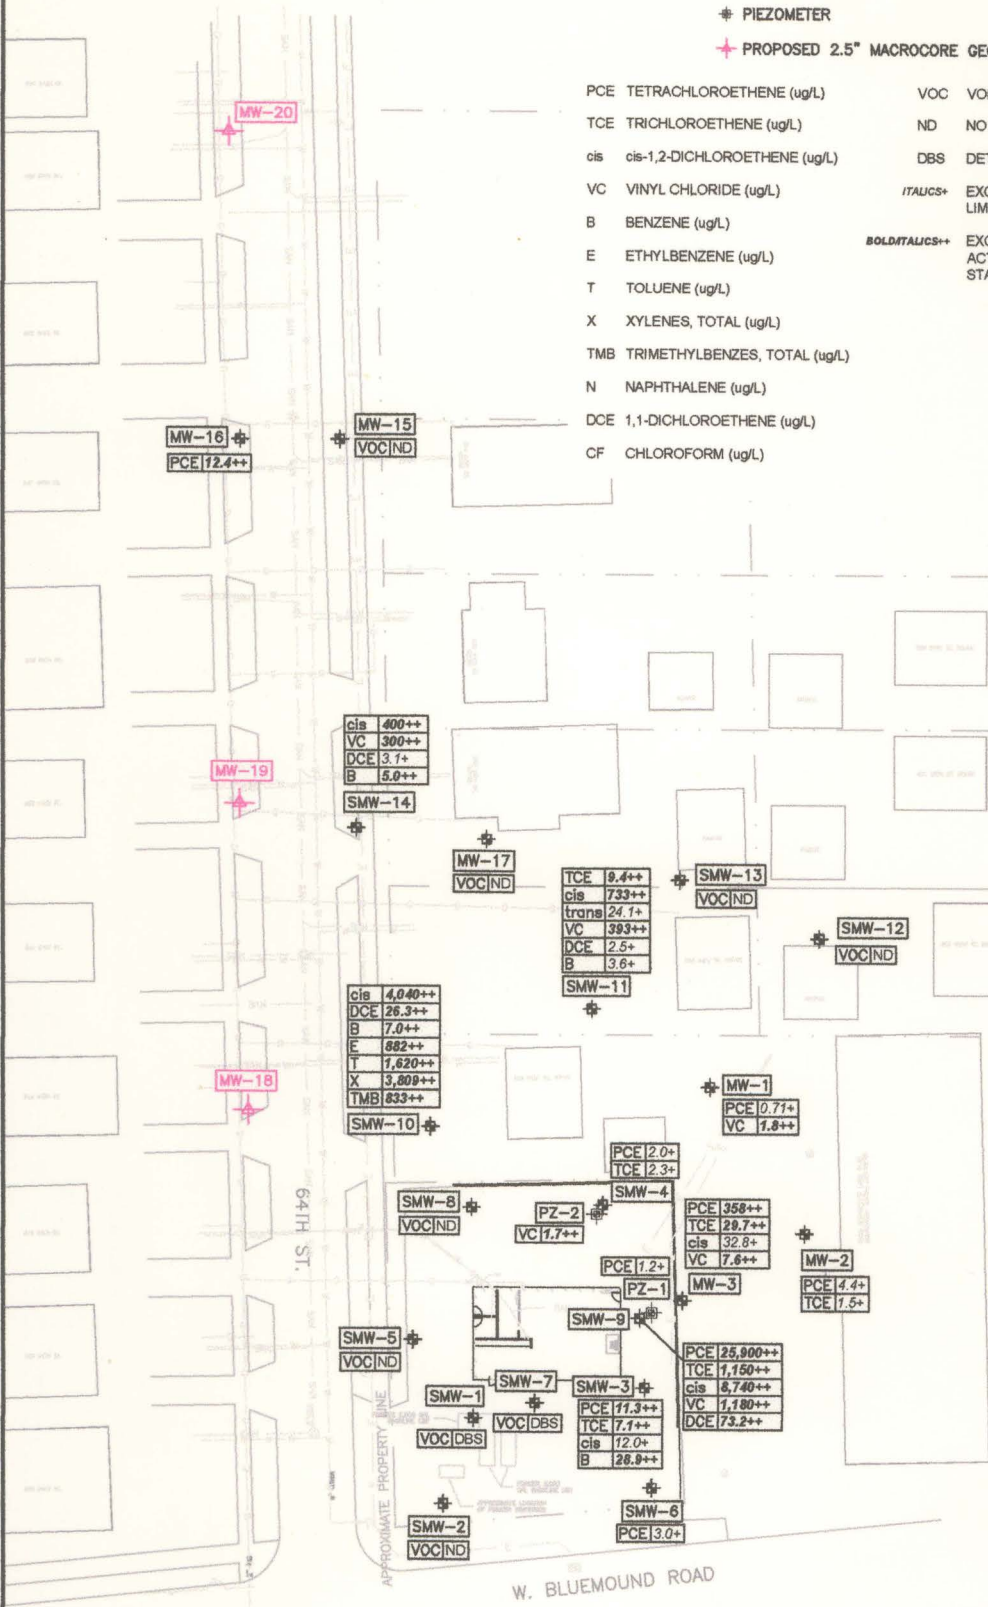 PIEZOMETER
PROPOSED 2.5" MACROCORE
PCE TETRACHLOROETHENE (ug/L)
VOC
TCE TRICHLOROETHENE (ug/L)
ND
cis cis-1,2-DICHLOROETHENE (ug/L)
DBS
VC VINYL CHLORIDE (ug/L)
ITALICS+
B BENZENE (ug/L)
BOLD/ITALICS++
E ETHYLBENZENE (ug/L)
T TOLUENE (ug/L)
X XYLENES, TOTAL (ug/L)
TMB TRIMETHYLBENZES, TOTAL (ug/L)
N NAPHTHALENE (ug/L)
DCE 1,1-DICHLOROETHENE (ug/L)
CF CHLOROFORM (ug/L)
MW-20
MW-16
PCE 12.4++
MW-15
VOC ND
cis 400++
VC 300++
DCE 3.1+
B 5.0++
SMW-14
MW-19
MW-17
VOC ND
TCE 9.4++
cis 733++
trans 24.1+
VC 393++
DCE 2.5+
B 3.6+
SMW-11
SMW-13
VOC ND
SMW-12
VOC ND
cis 4,040++
DCE 26.3++
B 7.0++
E 882++
T 1,620++
X 3,809++
TMB 833++
SMW-10
MW-18
MW-1
PCE 0.71+
VC 1.8++
PCE 2.0+
TCE 2.3+
SMW-4
SMW-8
VOC ND
PZ-2
VC 1.7++
PCE 358++
TCE 29.7++
cis 32.8+
VC 7.6++
MW-3
MW-2
PCE 4.4+
TCE 1.5+
PCE 1.2+
PZ-1
SMW-9
PCE 25,900++
TCE 1,150++
cis 8,740++
VC 1,180++
DCE 73.2++
64TH ST.
SMW-5
VOC ND
SMW-1
VOC DBS
SMW-7
VOC DBS
SMW-3
PCE 11.3++
TCE 7.1++
cis 12.0+
B 28.9++
SMW-2
VOC ND
SMW-6
PCE 3.0+
APPROXIMATE PROPERTY LINE
W. BLUEMOUND ROAD